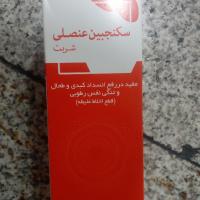 سکنجبین عنصلی
شربت
مفید در رفع انسداد کبدی و طحال
و تنگی نفس رطوبی
(قطع اخلاط غلیظه)